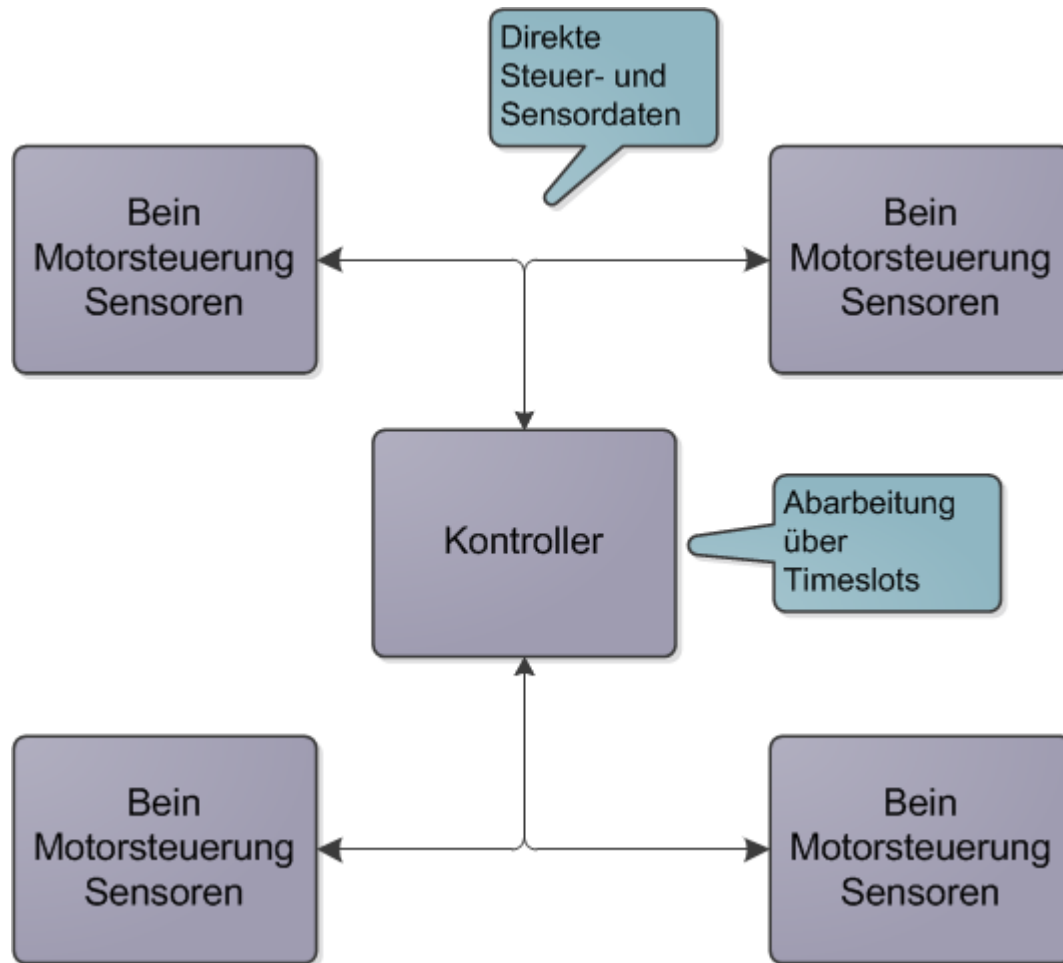 Direkte
Steuer- und
Sensordaten
Bein
Motorsteuerung
Sensoren
Bein
Motorsteuerung
Sensoren
Kontroller
Abarbeitung
über
Timeslots
Bein
Motorsteuerung
Sensoren
Bein
Motorsteuerung
Sensoren